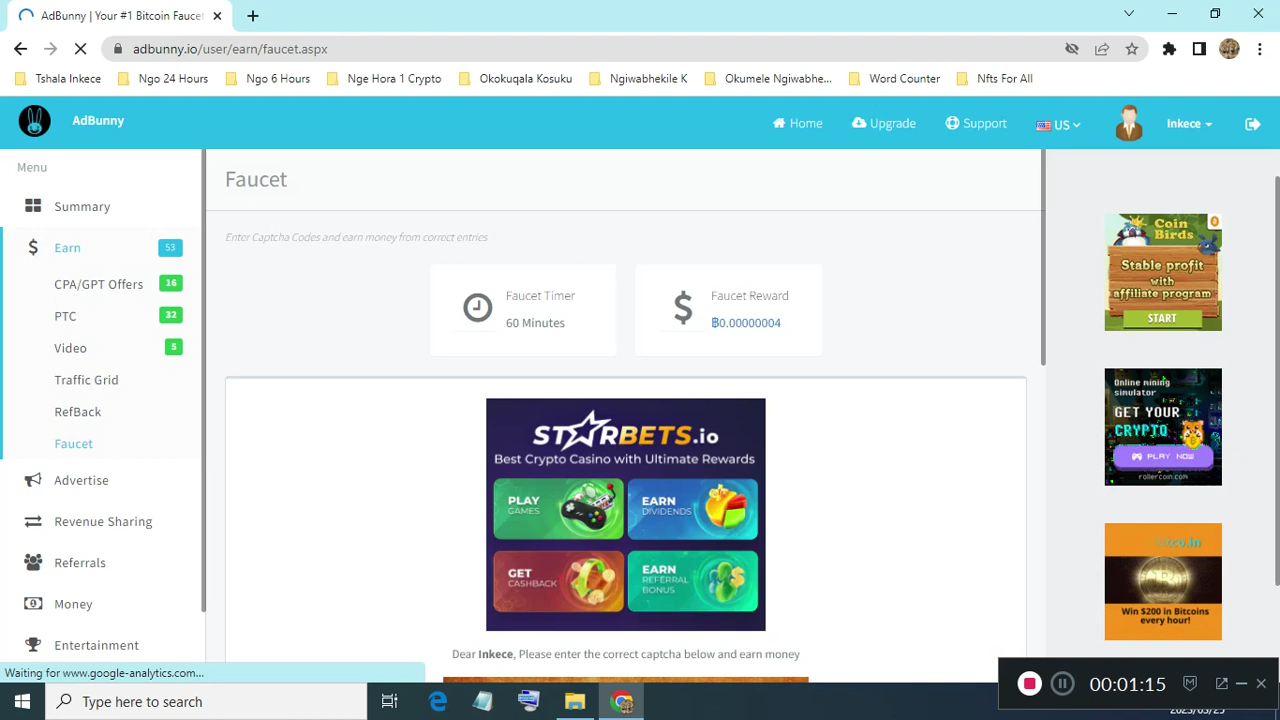 AdBunny | Your #1 Bitcoin Faucet
adbunny.io/user/earn/faucet.aspx
Tshala Inkece
Ngo 24 Hours
Ngo 6 Hours
Nge Hora 1 Crypto
Okokuqala Kosuku
Ngiwabhekile K
Okumele Ngiwabhe...
Word Counter
Nfts For All
AdBunny
Home
Upgrade
Support
US
Inkece
Menu
Summary
Earn 53
CPA/GPT Offers 16
PTC 32
Video 5
Traffic Grid
RefBack
Faucet
Advertise
Revenue Sharing
Referrals
Money
Entertainment
Faucet
Enter Captcha Codes and earn money from correct entries
Faucet Timer
60 Minutes
Faucet Reward
฿0.00000004
STARBETS.io
Best Crypto Casino with Ultimate Rewards
PLAY
GAMES
EARN
DIVIDENDS
GET
CASHBACK
EARN
REFERRAL
BONUS
Dear Inkece, Please enter the correct captcha below and earn money
Coin
Birds
Stable profit
with
affiliate program
START
Online mining
simulator
GET YOUR
CRYPTO
PLAY NOW
rollercoin.com
Win $200 in Bitcoins
every hour!
Waiting for www.google-analytics.com...
Type here to search
00:01:15